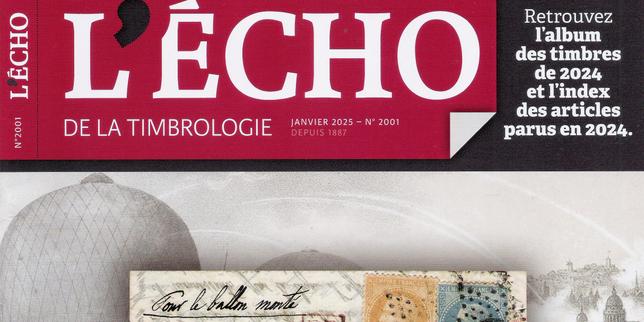 L'ÉCHO
N°2001
L'ÉCHO
DE LA TIMBROLOGIE
JANVIER 2025 – N° 2001
DEPUIS 1887
Retrouvez
l'album
des timbres
de 2024
et l'index
des articles
parus en 2024.
Pour le ballon monté